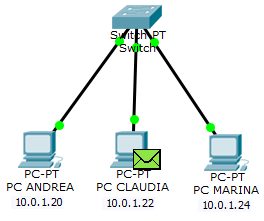 Switch-PT
Switch
PC-PT
PC ANDREA
10.0.1.20
PC-PT
PC CLAUDIA
10.0.1.22
PC-PT
PC MARINA
10.0.1.24